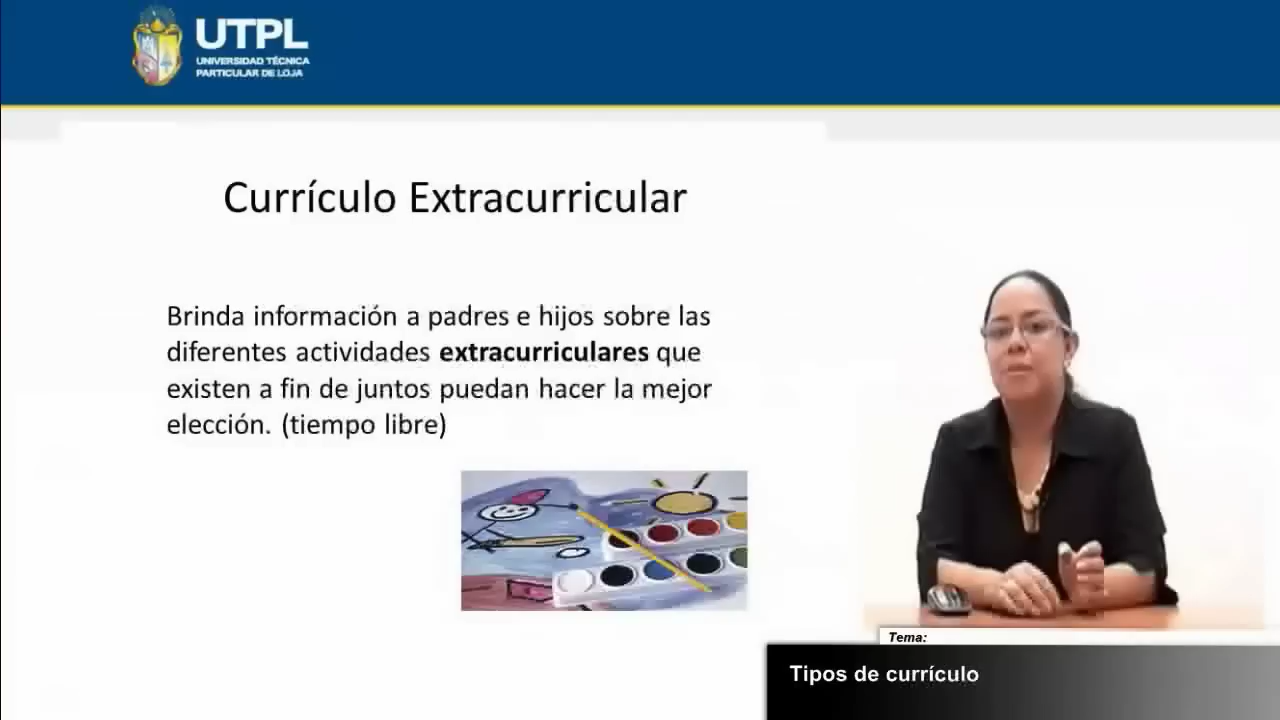 UTPL
UNIVERSIDAD TÉCNICA
PARTICULAR DE LOJA
Currículo Extracurricular
Brinda información a padres e hijos sobre las
diferentes actividades extracurriculares que
existen a fin de juntos puedan hacer la mejor
elección. (tiempo libre)
Tema:
Tipos de currículo